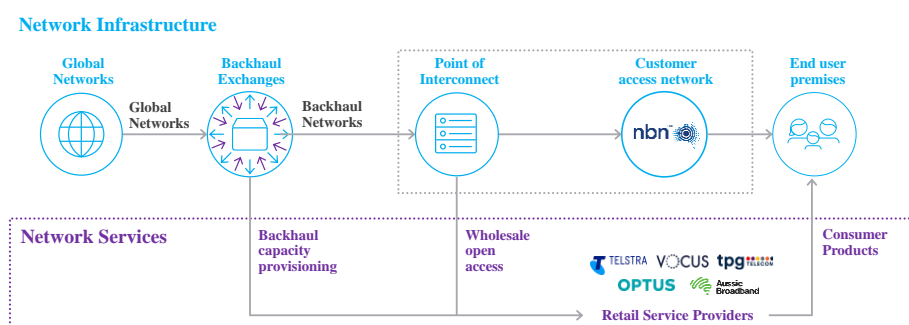 Network Infrastructure
Global
Networks
Backhaul
Exchanges
Point of
Interconnect
Customer
access network
End user
premises
Global
Networks
Backhaul
Networks
nbn™
Network Services
Backhaul
capacity
provisioning
Wholesale
open
access
Consumer
Products
TELSTRA VOCUS tpg TELECOM
OPTUS Aussie
Broadband
Retail Service Providers